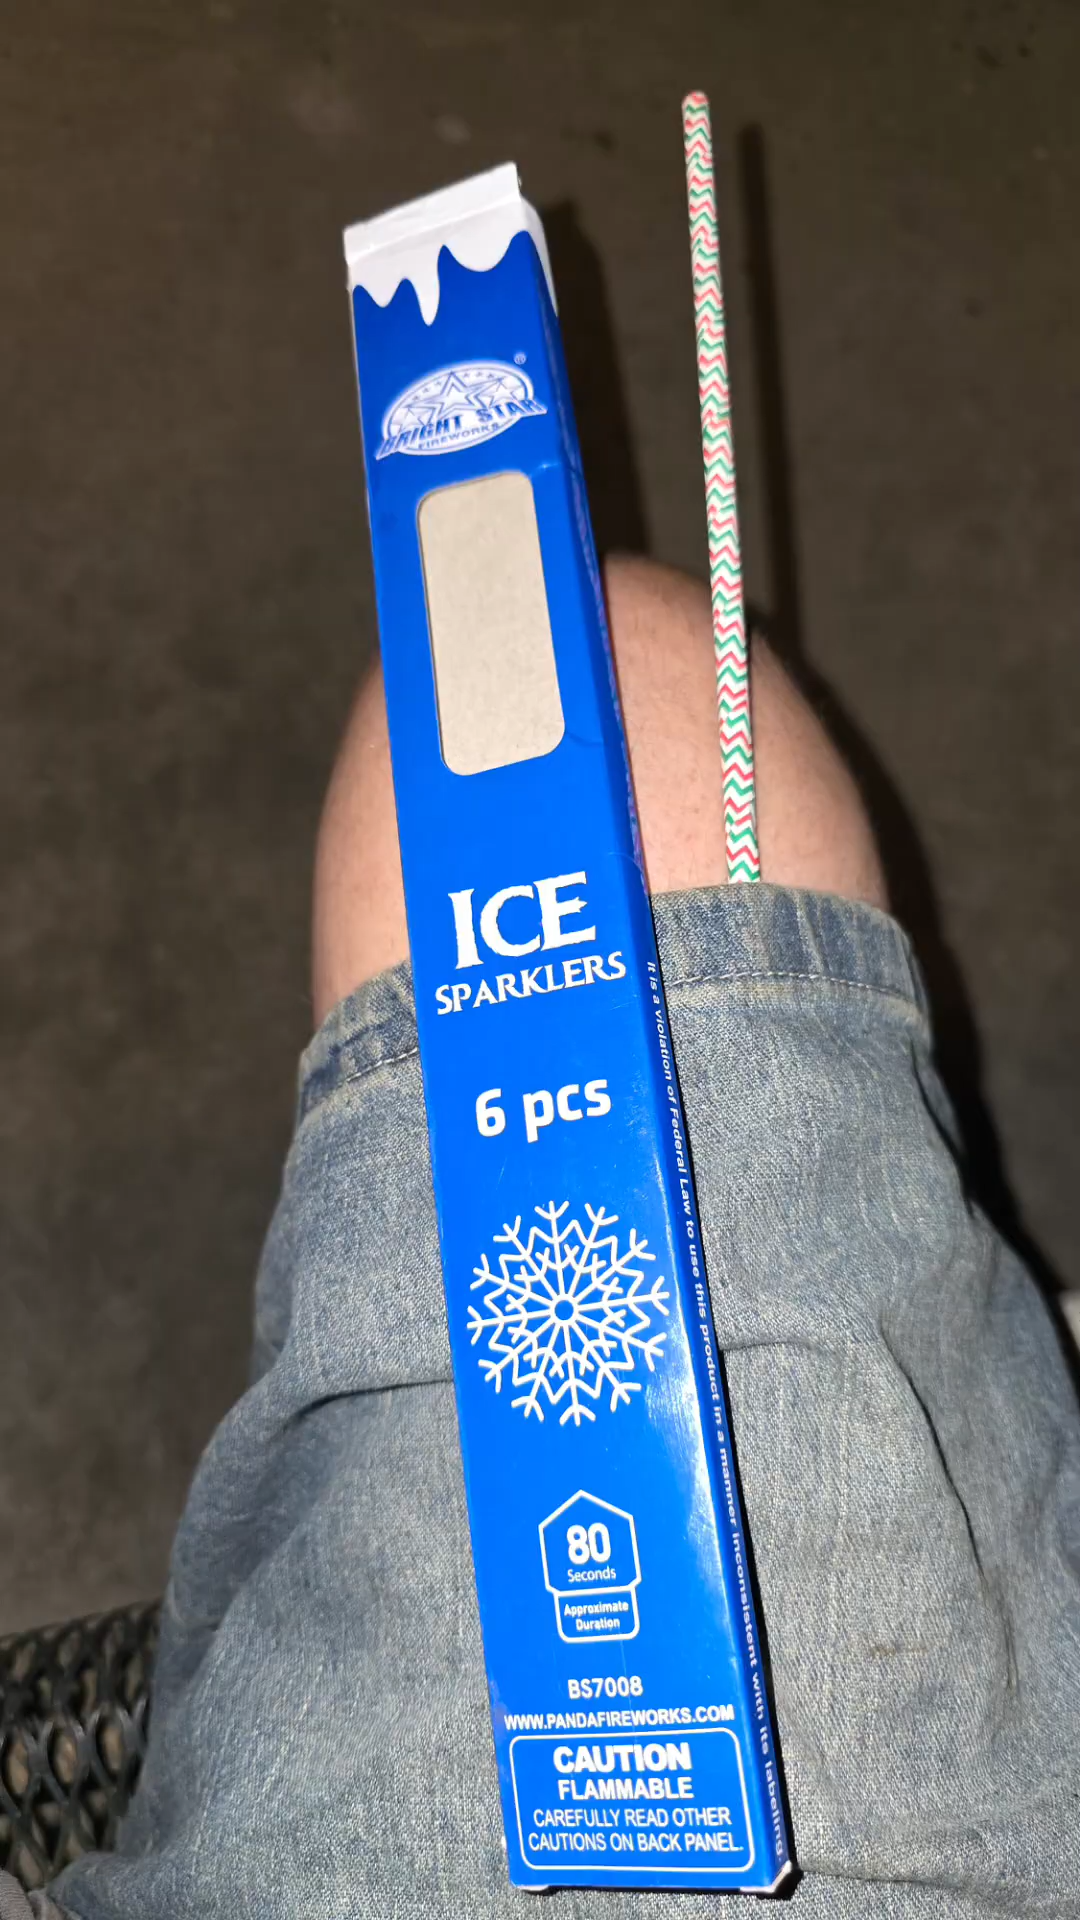 ®
BRIGHT STAR
FIREWORKS
ICE
SPARKLERS
6 pcs
80
Seconds
Approximate
Duration
BS7008
WWW.PANDAFIREWORKS.COM
CAUTION
FLAMMABLE
CAREFULLY READ OTHER
CAUTIONS ON BACK PANEL.
It is a violation of Federal Law to use this product in a manner inconsistent with its labeling.